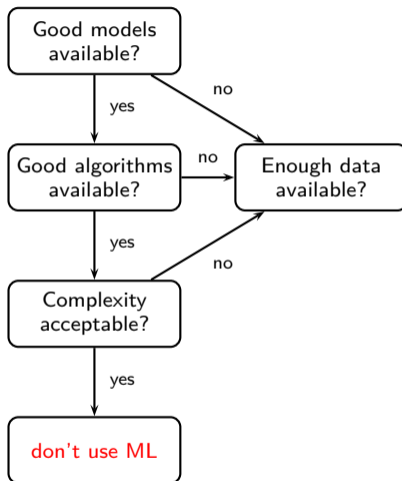 Good models
available?
no
yes
Good algorithms
available?
no
Enough data
available?
yes
no
Complexity
acceptable?
yes
don't use ML